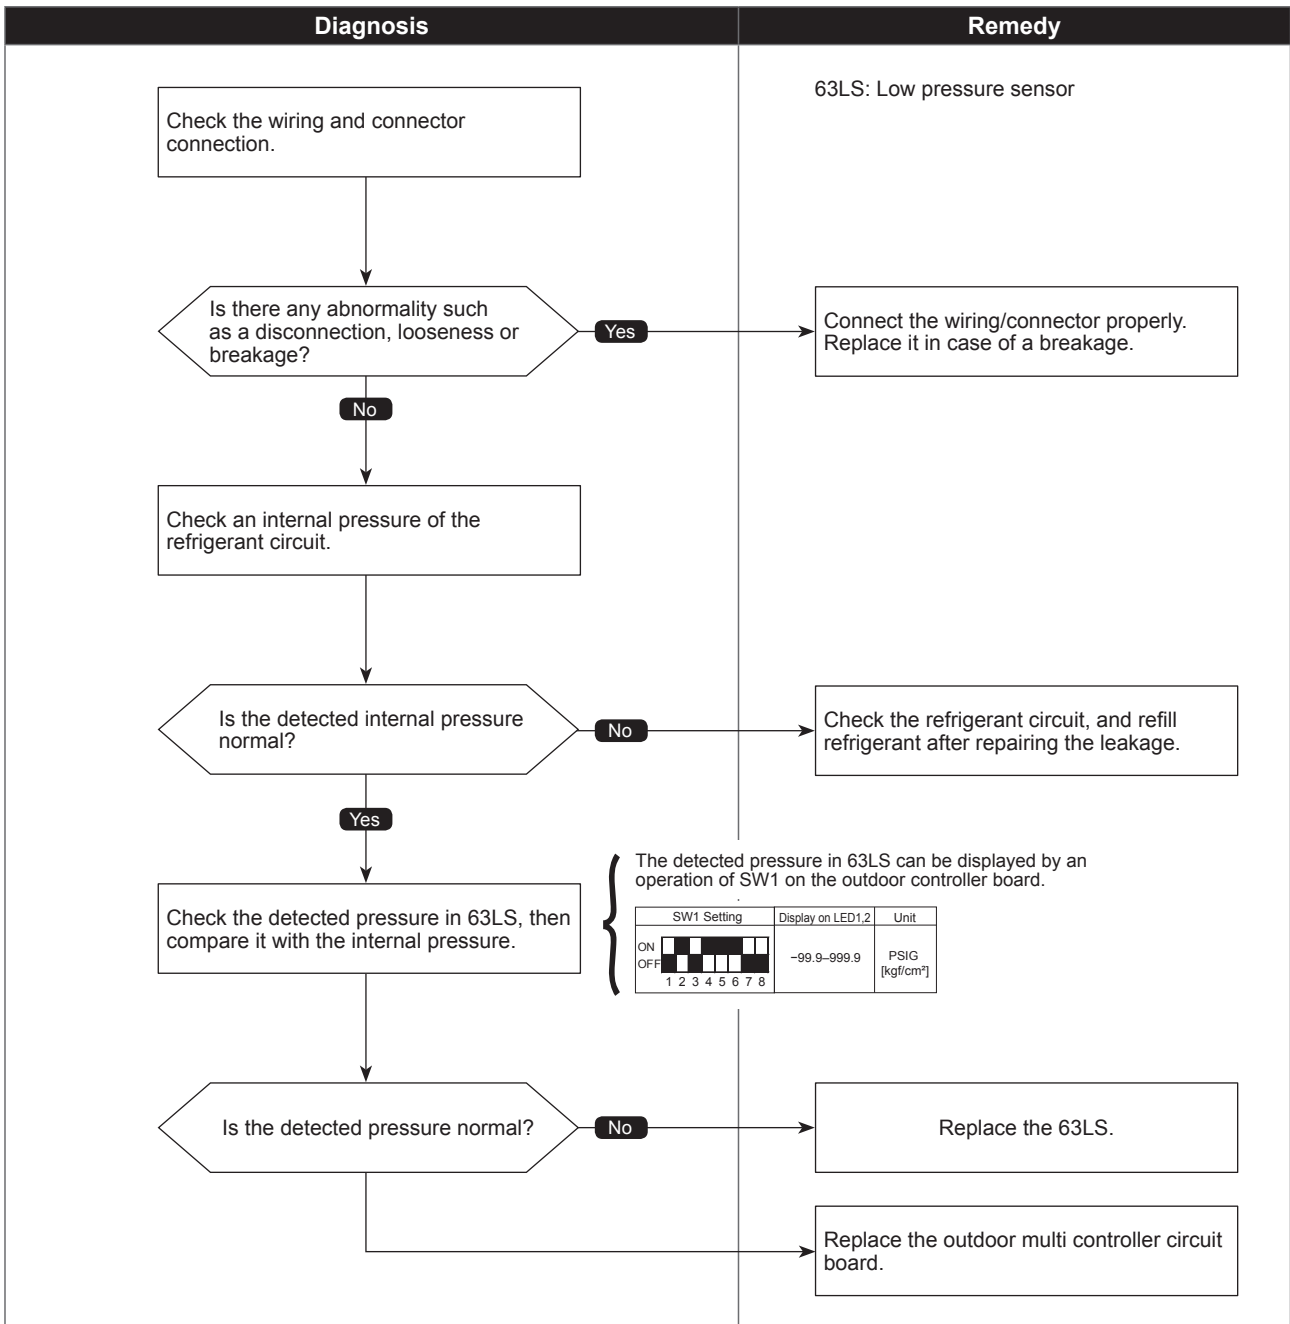 Diagnosis
Remedy
63LS: Low pressure sensor
Check the wiring and connector
connection.
Is there any abnormality such
as a disconnection, looseness or
breakage?
Yes
Connect the wiring/connector properly.
Replace it in case of a breakage.
No
Check an internal pressure of the
refrigerant circuit.
Is the detected internal pressure
normal?
No
Check the refrigerant circuit, and refill
refrigerant after repairing the leakage.
Yes
The detected pressure in 63LS can be displayed by an
operation of SW1 on the outdoor controller board.
Check the detected pressure in 63LS, then
compare it with the internal pressure.
SW1 Setting
Display on LED1,2
Unit
ON
OFF
1 2 3 4 5 6 7 8
−99.9–999.9
PSIG
[kgf/cm²]
Is the detected pressure normal?
No
Replace the 63LS.
Replace the outdoor multi controller circuit
board.